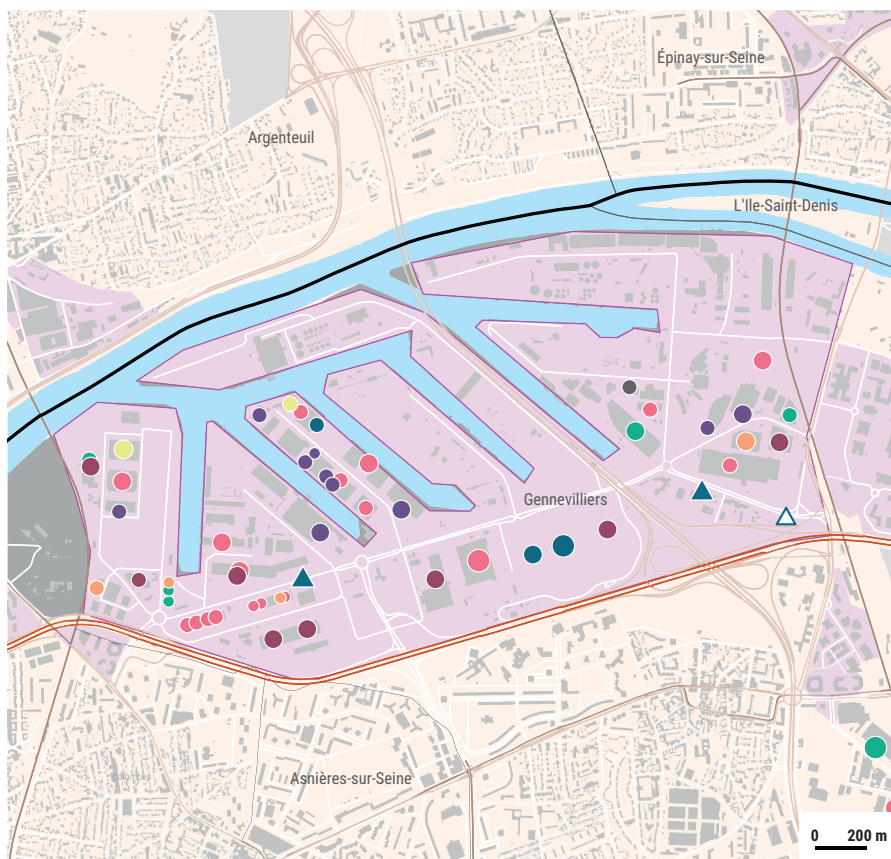 Épinay-sur-Seine
Argenteuil
L'Ile-Saint-Denis
Gennevilliers
Asnières-sur-Seine
0 200 m